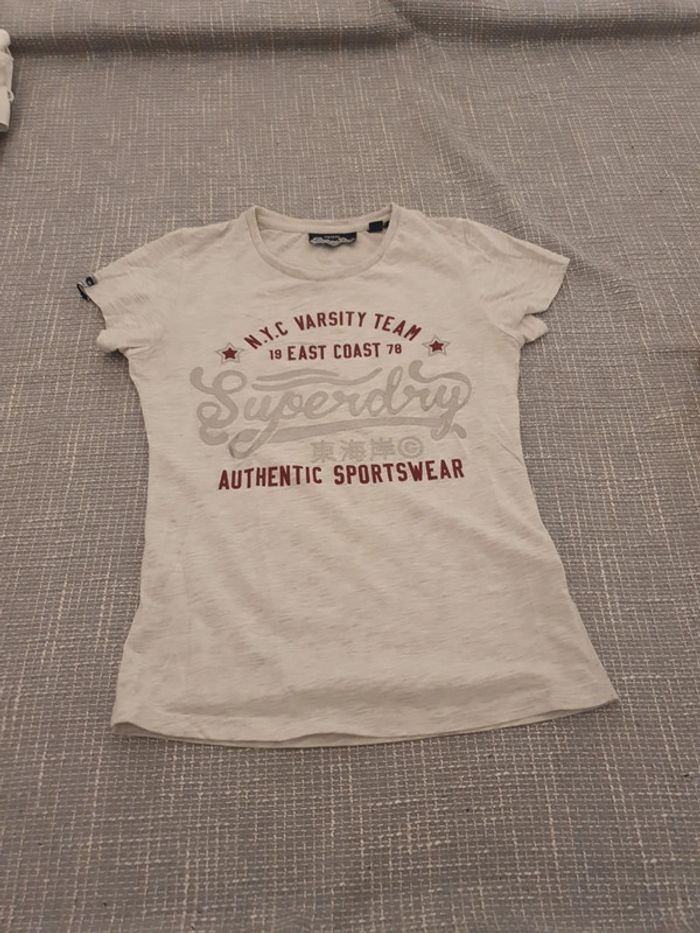 N.Y.C VARSITY TEAM
19 EAST COAST 78
Superdry
東海岸©
AUTHENTIC SPORTSWEAR